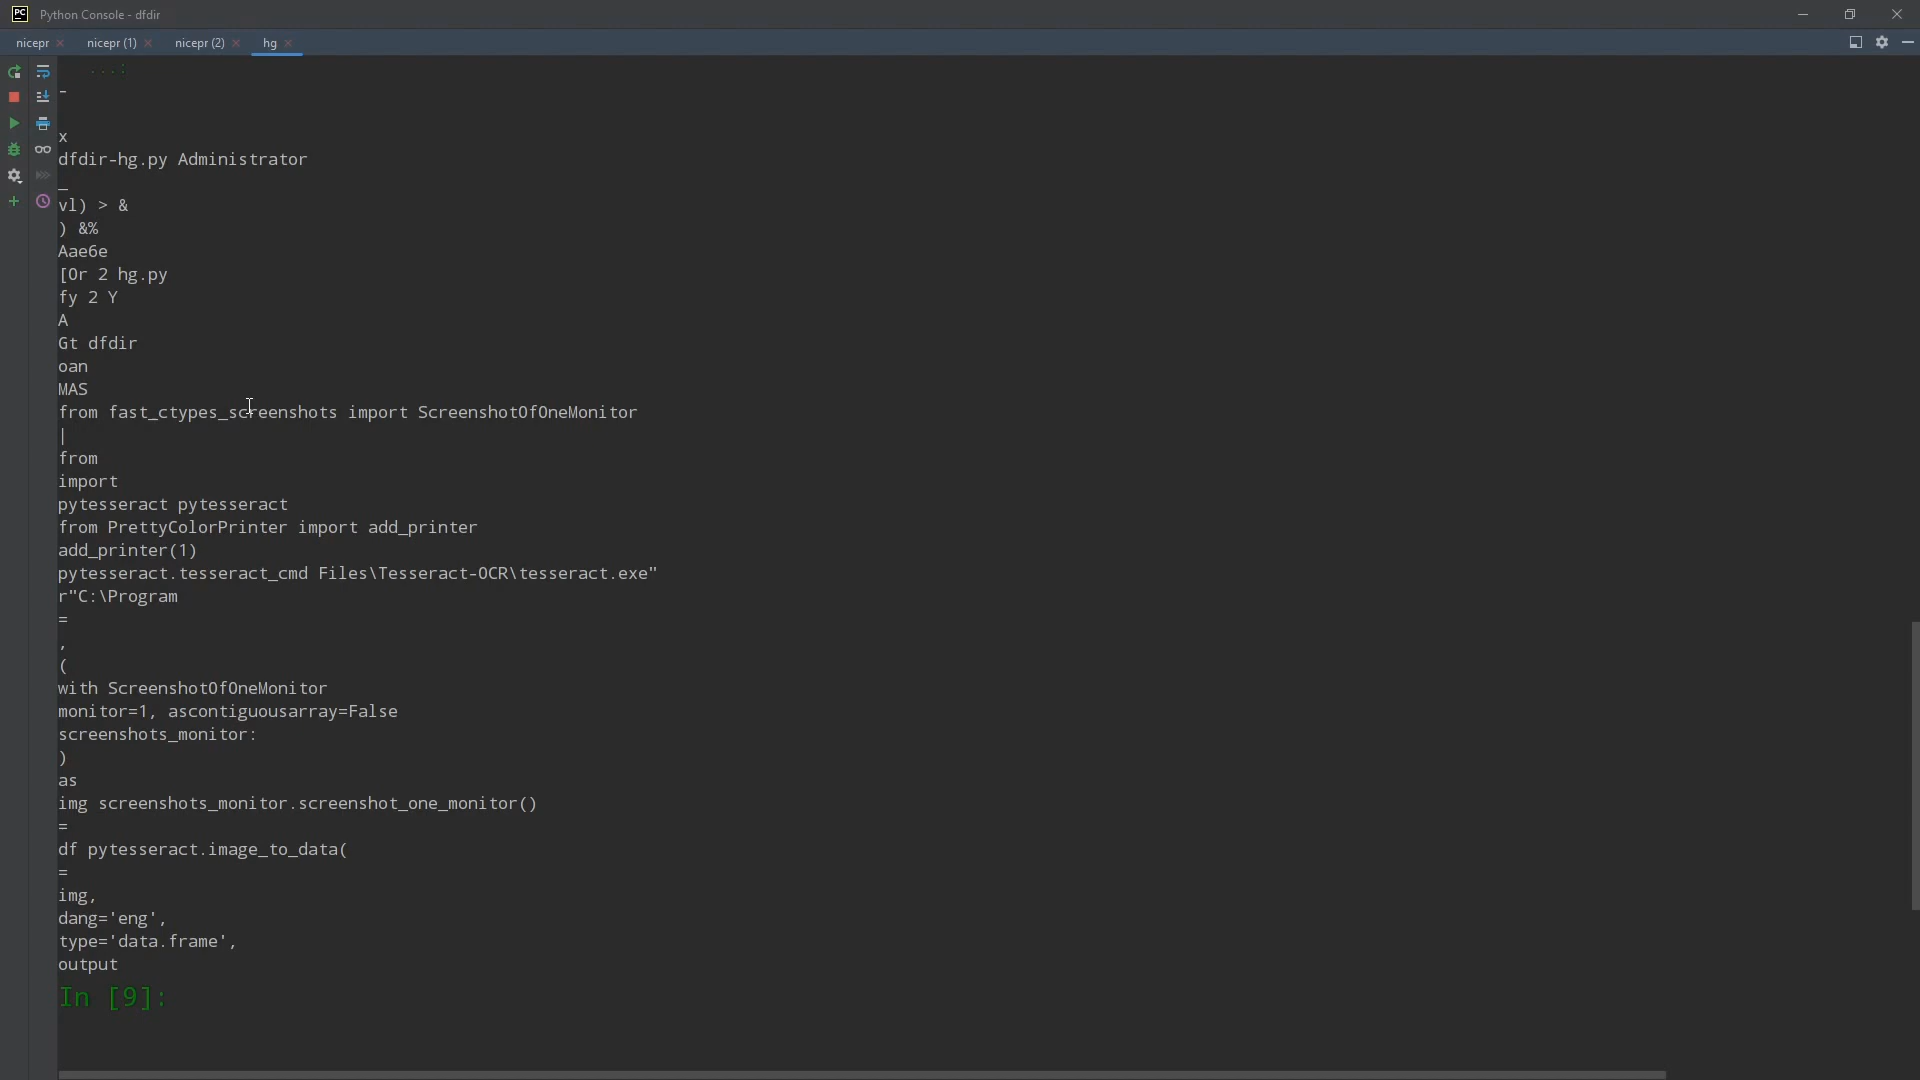 PC Python Console - dfdir
nicepr nicepr (1) nicepr (2) hg
...:
-
x
dfdir-hg.py Administrator
_
vl) > &
) &%
Aae6e
[Or 2 hg.py
fy 2 Y
A
Gt dfdir
oan
MAS
from fast_ctypes_screenshots import ScreenshotOfOneMonitor
|
from
import
pytesseract pytesseract
from PrettyColorPrinter import add_printer
add_printer(1)
pytesseract.tesseract_cmd Files\Tesseract-OCR\tesseract.exe"
r"C:\Program
=
,
(
with ScreenshotOfOneMonitor
monitor=1, ascontiguousarray=False
screenshots_monitor:
)
as
img screenshots_monitor.screenshot_one_monitor()
=
df pytesseract.image_to_data(
=
img,
dang='eng',
type='data.frame',
output
In [9]: